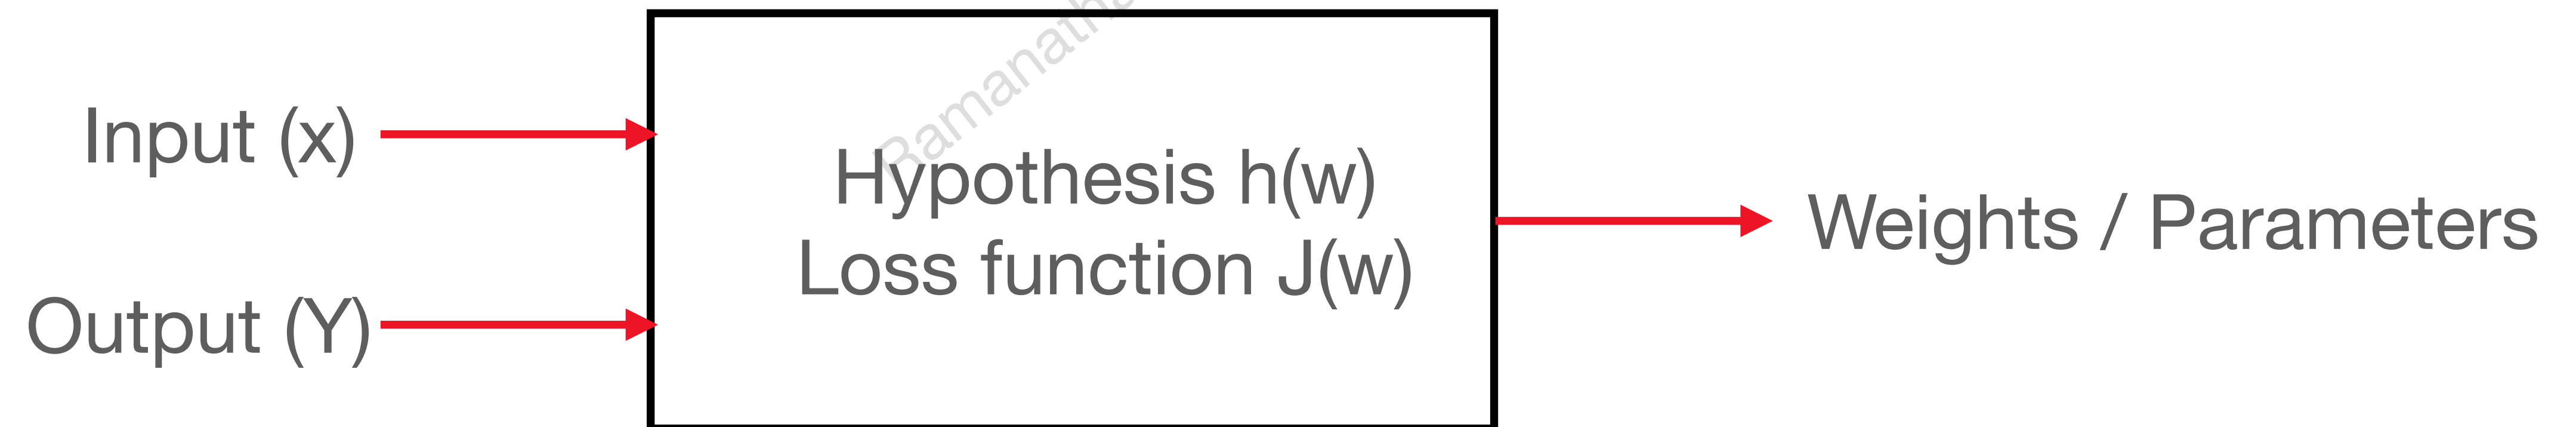 Input (x)
Output (Y)
Hypothesis h(w)
Loss function J(w)
Weights / Parameters